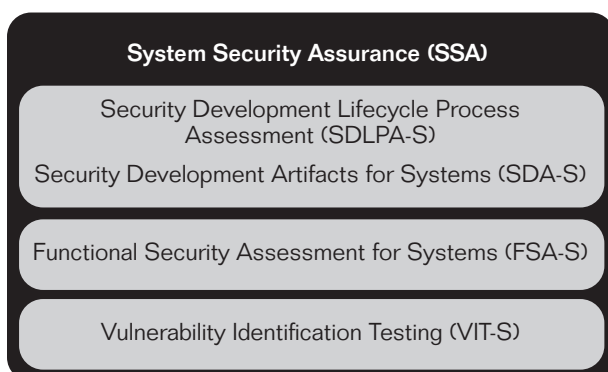 System Security Assurance (SSA)
Security Development Lifecycle Process
Assessment (SDLPA-S)
Security Development Artifacts for Systems (SDA-S)
Functional Security Assessment for Systems (FSA-S)
Vulnerability Identification Testing (VIT-S)